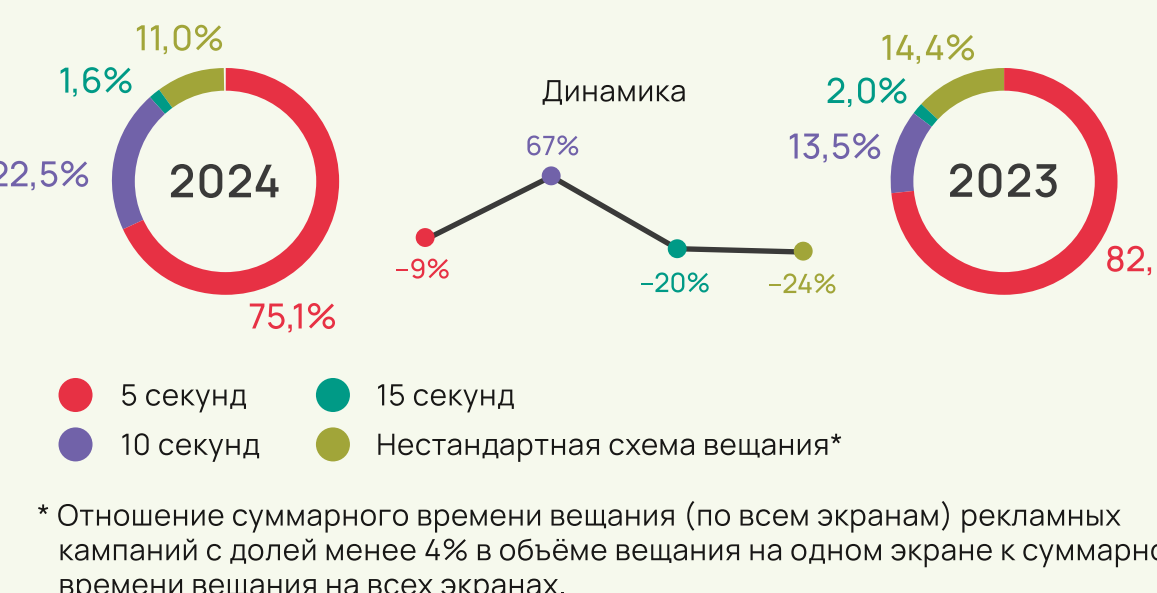 11,0%
1,6%
22,5%
2024
75,1%
Динамика
67%
–9%
–20%
–24%
14,4%
2,0%
13,5%
2023
82,
5 секунд
15 секунд
10 секунд
Нестандартная схема вещания*
* Отношение суммарного времени вещания (по всем экранам) рекламных
кампаний с долей менее 4% в объёме вещания на одном экране к суммарно
времени вещания на всех экранах.